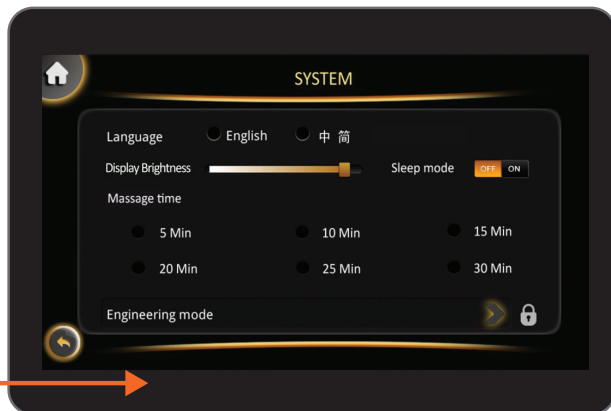 SYSTEM
Language English 中 简
Display Brightness Sleep mode OFF ON
Massage time
5 Min 10 Min 15 Min
20 Min 25 Min 30 Min
Engineering mode